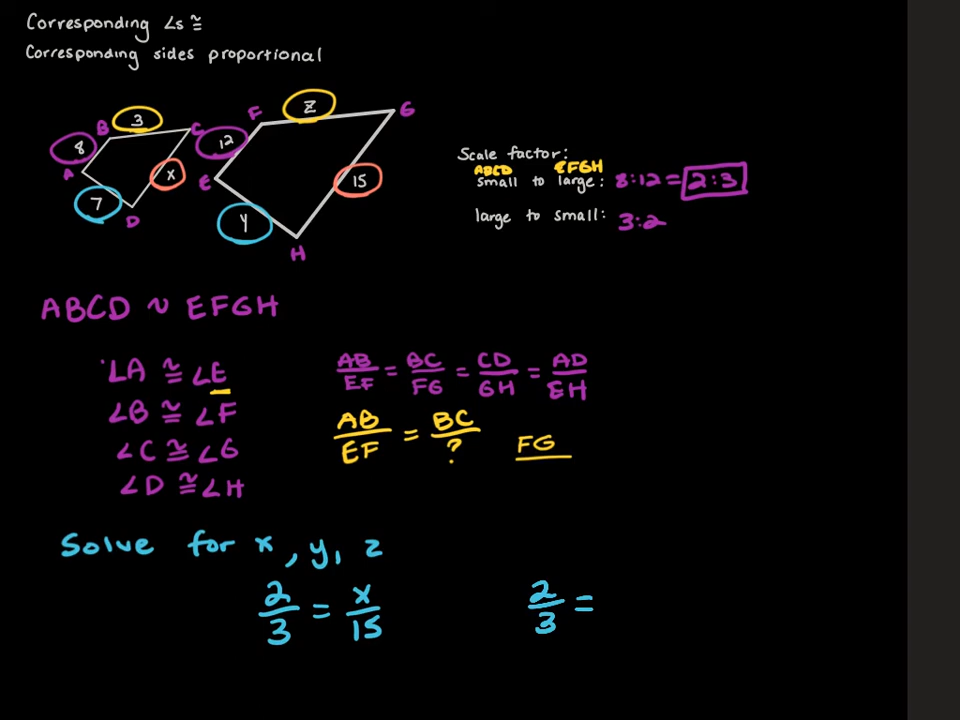 Corresponding ∠s ≅
Corresponding sides proportional
3
Z
8
B
C
F
G
12
A
X
E
15
7
D
Y
H
Scale factor:
ABCD EFGH
small to large: 8:12 = 2:3
large to small: 3:2
ABCD ~ EFGH
∠A ≅ ∠E
∠B ≅ ∠F
∠C ≅ ∠G
∠D ≅ ∠H
AB/EF = BC/FG = CD/GH = AD/EH
AB/EF = BC/?
FG
Solve for x, y, z
2/3 = x/15
2/3 =